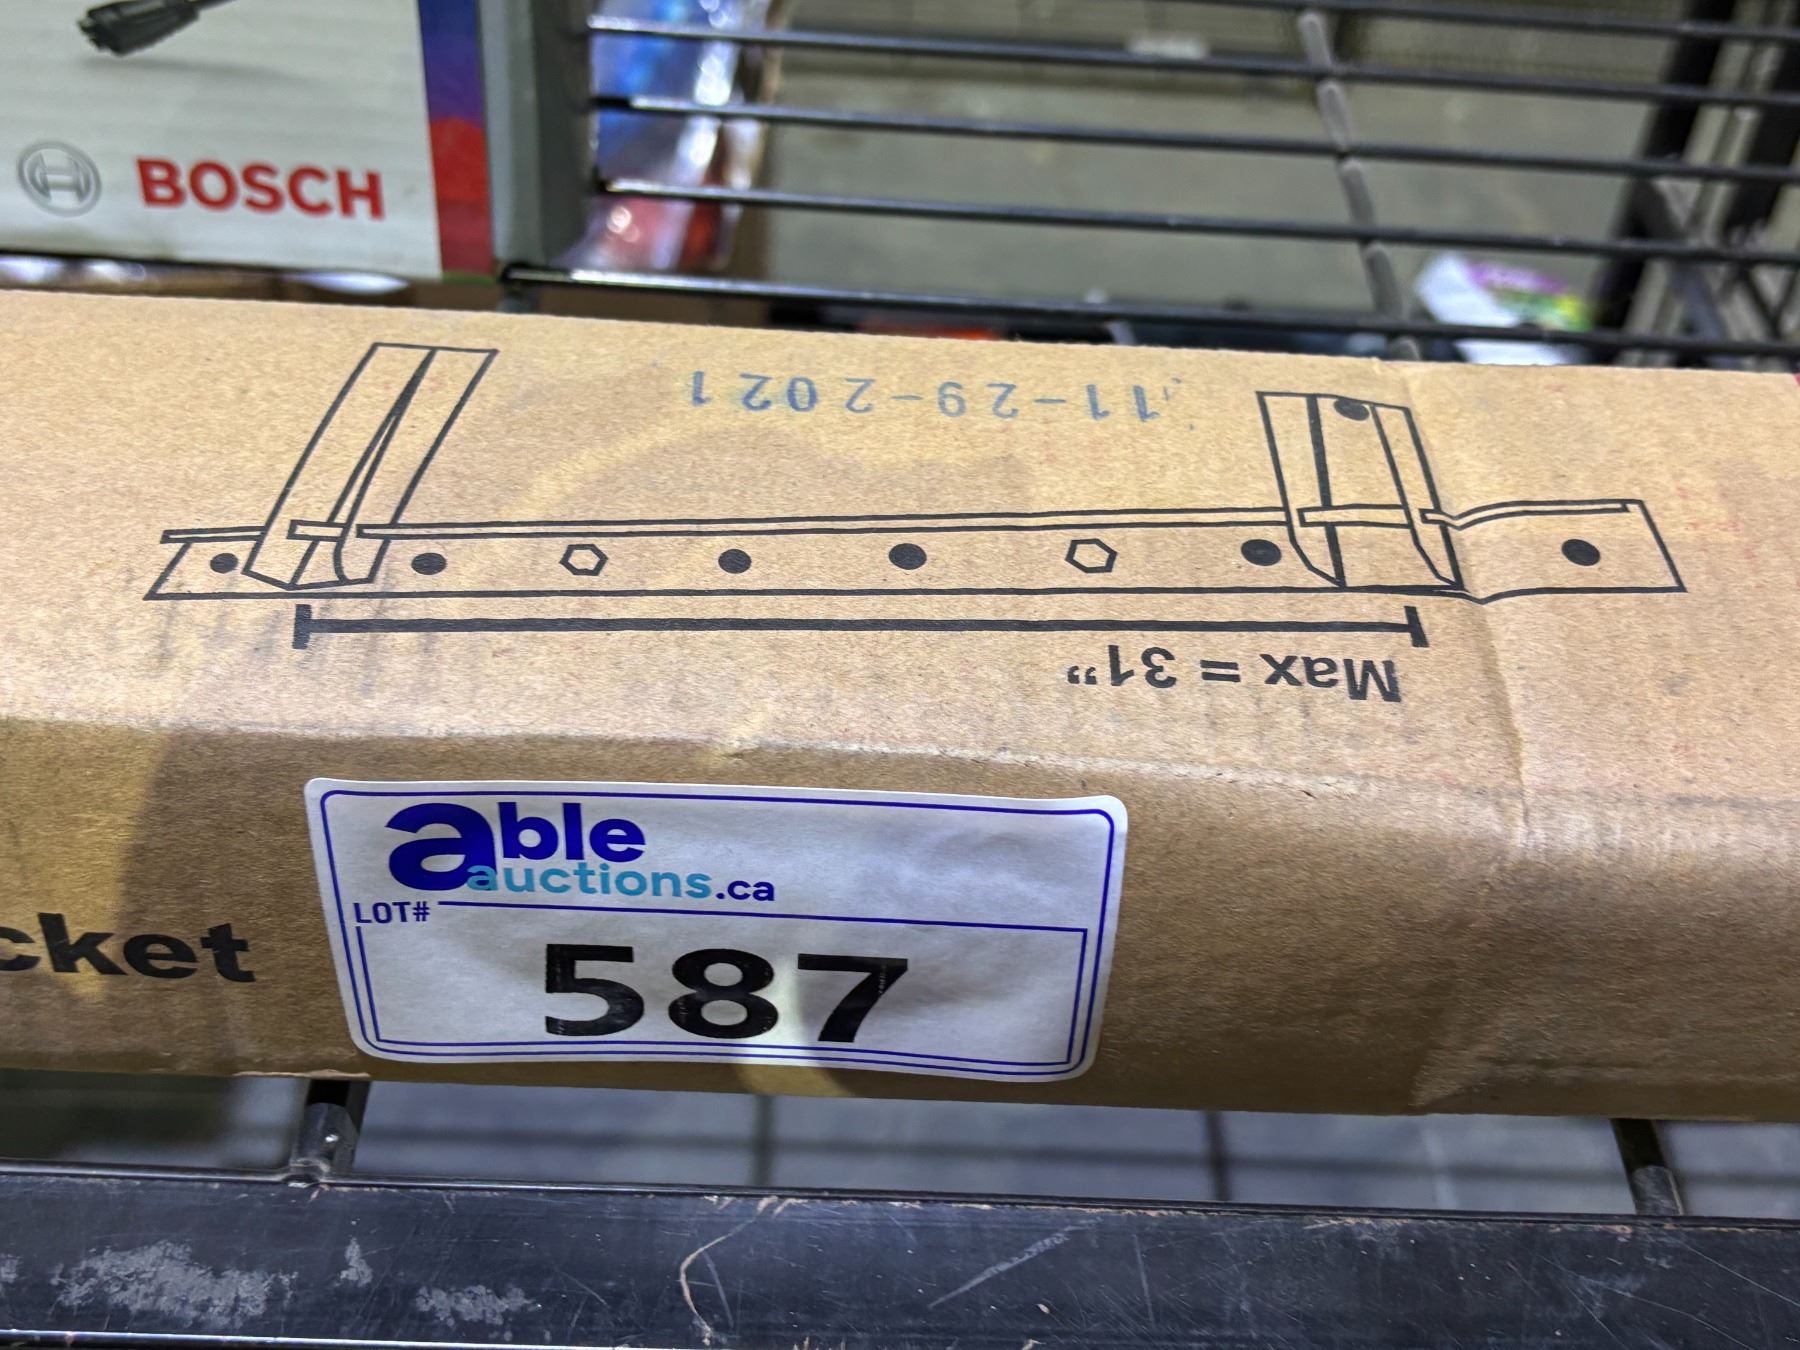 BOSCH
11-29-2021
Max = 31"
able
auctions.ca
LOT#
587
cket